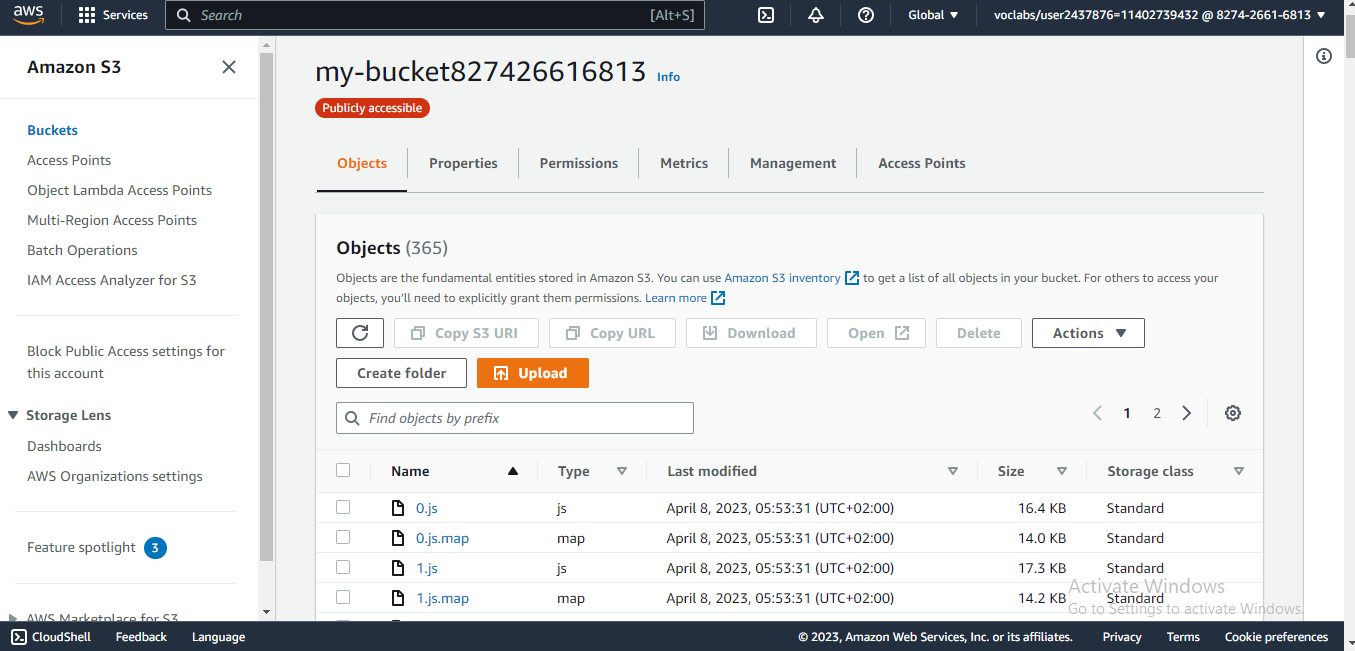 aws
Services
Search
[Alt+S]
Global
voclabs/user2437876=11402739432 @ 8274-2661-6813
Amazon S3
Buckets
Access Points
Object Lambda Access Points
Multi-Region Access Points
Batch Operations
IAM Access Analyzer for S3
Block Public Access settings for
this account
Storage Lens
Dashboards
AWS Organizations settings
Feature spotlight 3
AWS Marketplace for S3
my-bucket827426616813 Info
Publicly accessible
Objects Properties Permissions Metrics Management Access Points
Objects (365)
Objects are the fundamental entities stored in Amazon S3. You can use Amazon S3 inventory to get a list of all objects in your bucket. For others to access your
objects, you'll need to explicitly grant them permissions. Learn more
Copy S3 URI Copy URL Download Open Delete Actions
Create folder Upload
Find objects by prefix
1 2
Name Type Last modified Size Storage class
0.js js April 8, 2023, 05:53:31 (UTC+02:00) 16.4 KB Standard
0.js.map map April 8, 2023, 05:53:31 (UTC+02:00) 14.0 KB Standard
1.js js April 8, 2023, 05:53:31 (UTC+02:00) 17.3 KB Standard
1.js.map map April 8, 2023, 05:53:31 (UTC+02:00) 14.2 KB Standard
Activate Windows
Go to Settings to activate Windows.
CloudShell Feedback Language © 2023, Amazon Web Services, Inc. or its affiliates. Privacy Terms Cookie preferences